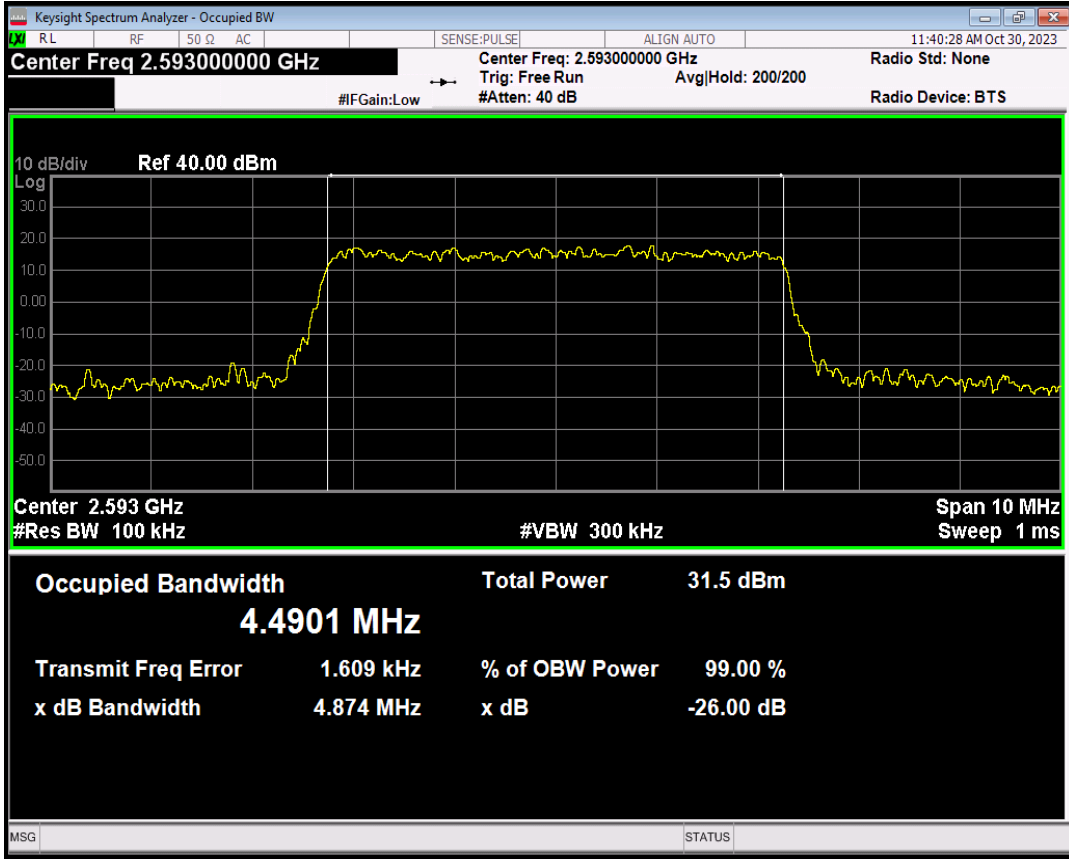 Keysight Spectrum Analyzer - Occupied BW
LXI RL RF 50 Ω AC SENSE:PULSE ALIGN AUTO 11:40:28 AM Oct 30, 2023
Center Freq 2.593000000 GHz
Center Freq: 2.593000000 GHz
Radio Std: None
Trig: Free Run
Avg|Hold: 200/200
#IFGain:Low
#Atten: 40 dB
Radio Device: BTS
10 dB/div Ref 40.00 dBm
Log
30.0
20.0
10.0
0.00
-10.0
-20.0
-30.0
-40.0
-50.0
Center 2.593 GHz
Span 10 MHz
#Res BW 100 kHz
#VBW 300 kHz
Sweep 1 ms
Occupied Bandwidth
4.4901 MHz
Total Power 31.5 dBm
Transmit Freq Error 1.609 kHz
% of OBW Power 99.00 %
x dB Bandwidth 4.874 MHz
x dB -26.00 dB
MSG
STATUS